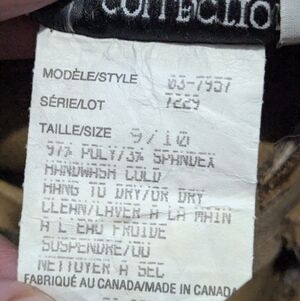 MODÈLE/STYLE 03-7957
SÉRIE/LOT 7229
TAILLE/SIZE 9/10
97% POLY/3% SPANDEX
HANDWASH COLD
HANG TO DRY/OR DRY
CLEAN/LAVER A LA MAIN
A L'EAU FROIDE
SUSPENDRE/OU
NETTOYER A SEC
FABRIQUÉ AU CANADA/MADE IN CANADA